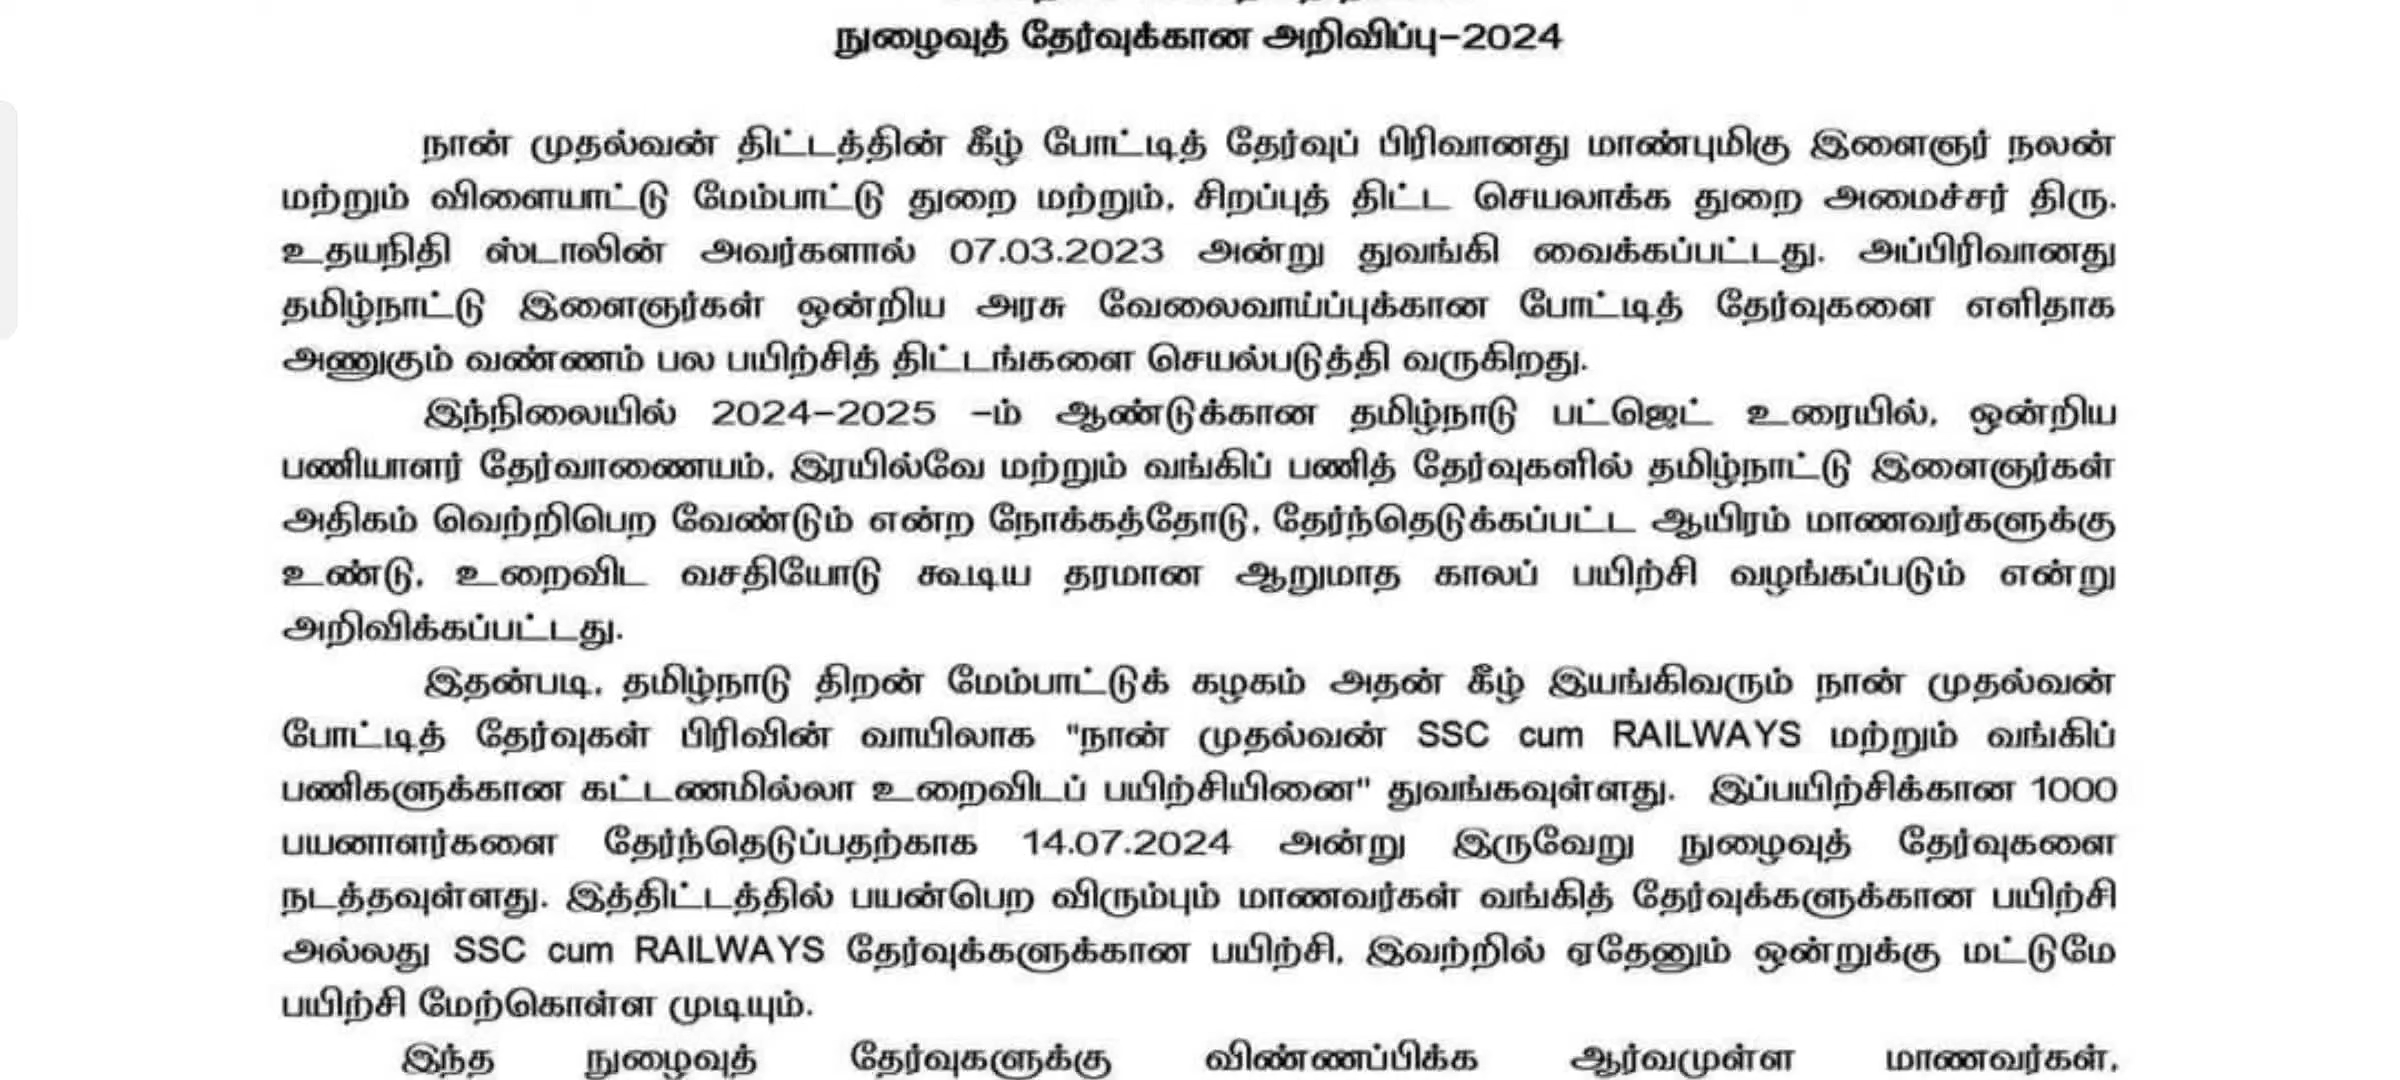 நுழைவுத் தேர்வுக்கான அறிவிப்பு-2024
நான் முதல்வன் திட்டத்தின் கீழ் போட்டித் தேர்வுப் பிரிவானது மாண்புமிகு இளைஞர் நலன்
மற்றும் விளையாட்டு மேம்பாட்டு துறை மற்றும், சிறப்புத் திட்ட செயலாக்க துறை அமைச்சர் திரு.
உதயநிதி ஸ்டாலின் அவர்களால் 07.03.2023 அன்று துவங்கி வைக்கப்பட்டது. அப்பிரிவானது
தமிழ்நாட்டு இளைஞர்கள் ஒன்றிய அரசு வேலைவாய்ப்புக்கான போட்டித் தேர்வுகளை எளிதாக
அணுகும் வண்ணம் பல பயிற்சித் திட்டங்களை செயல்படுத்தி வருகிறது.
இந்நிலையில் 2024-2025 -ம் ஆண்டுக்கான தமிழ்நாடு பட்ஜெட் உரையில், ஒன்றிய
பணியாளர் தேர்வாணையம், இரயில்வே மற்றும் வங்கிப் பணித் தேர்வுகளில் தமிழ்நாட்டு இளைஞர்கள்
அதிகம் வெற்றிபெற வேண்டும் என்ற நோக்கத்தோடு, தேர்ந்தெடுக்கப்பட்ட ஆயிரம் மாணவர்களுக்கு
உண்டு, உறைவிட வசதியோடு கூடிய தரமான ஆறுமாத காலப் பயிற்சி வழங்கப்படும் என்று
அறிவிக்கப்பட்டது.
இதன்படி, தமிழ்நாடு திறன் மேம்பாட்டுக் கழகம் அதன் கீழ் இயங்கிவரும் நான் முதல்வன்
போட்டித் தேர்வுகள் பிரிவின் வாயிலாக "நான் முதல்வன் SSC cum RAILWAYS மற்றும் வங்கிப்
பணிகளுக்கான கட்டணமில்லா உறைவிடப் பயிற்சியினை" துவங்கவுள்ளது. இப்பயிற்சிக்கான 1000
பயனாளர்களை தேர்ந்தெடுப்பதற்காக 14.07.2024 அன்று இருவேறு நுழைவுத் தேர்வுகளை
நடத்தவுள்ளது. இத்திட்டத்தில் பயன்பெற விரும்பும் மாணவர்கள் வங்கித் தேர்வுக்களுக்கான பயிற்சி
அல்லது SSC cum RAILWAYS தேர்வுக்களுக்கான பயிற்சி, இவற்றில் ஏதேனும் ஒன்றுக்கு மட்டுமே
பயிற்சி மேற்கொள்ள முடியும்.
இந்த நுழைவுத் தேர்வுகளுக்கு விண்ணப்பிக்க ஆர்வமுள்ள மாணவர்கள்,